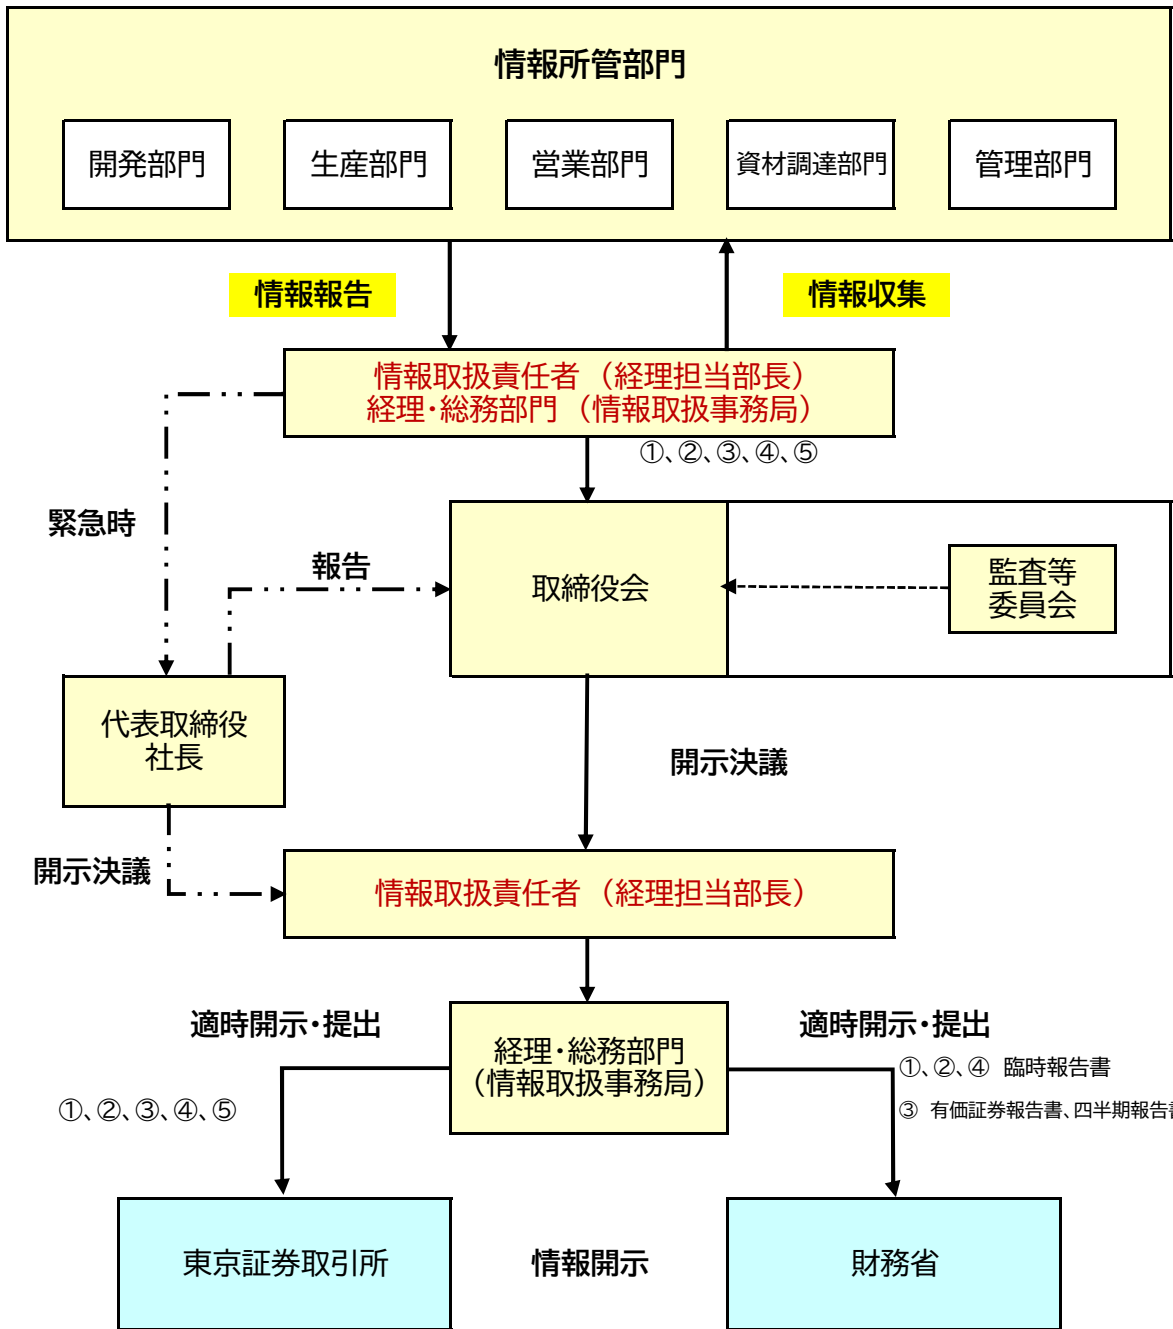 情報所管部門
開発部門
生産部門
営業部門
資材調達部門
管理部門
情報報告
情報収集
情報取扱責任者（経理担当部長）
経理・総務部門（情報取扱事務局）
①、②、③、④、⑤
緊急時
報告
取締役会
監査等
委員会
代表取締役
社長
開示決議
開示決議
情報取扱責任者（経理担当部長）
適時開示・提出
適時開示・提出
経理・総務部門
（情報取扱事務局）
①、②、④ 臨時報告書
①、②、③、④、⑤
③ 有価証券報告書、四半期報告書
東京証券取引所
情報開示
財務省